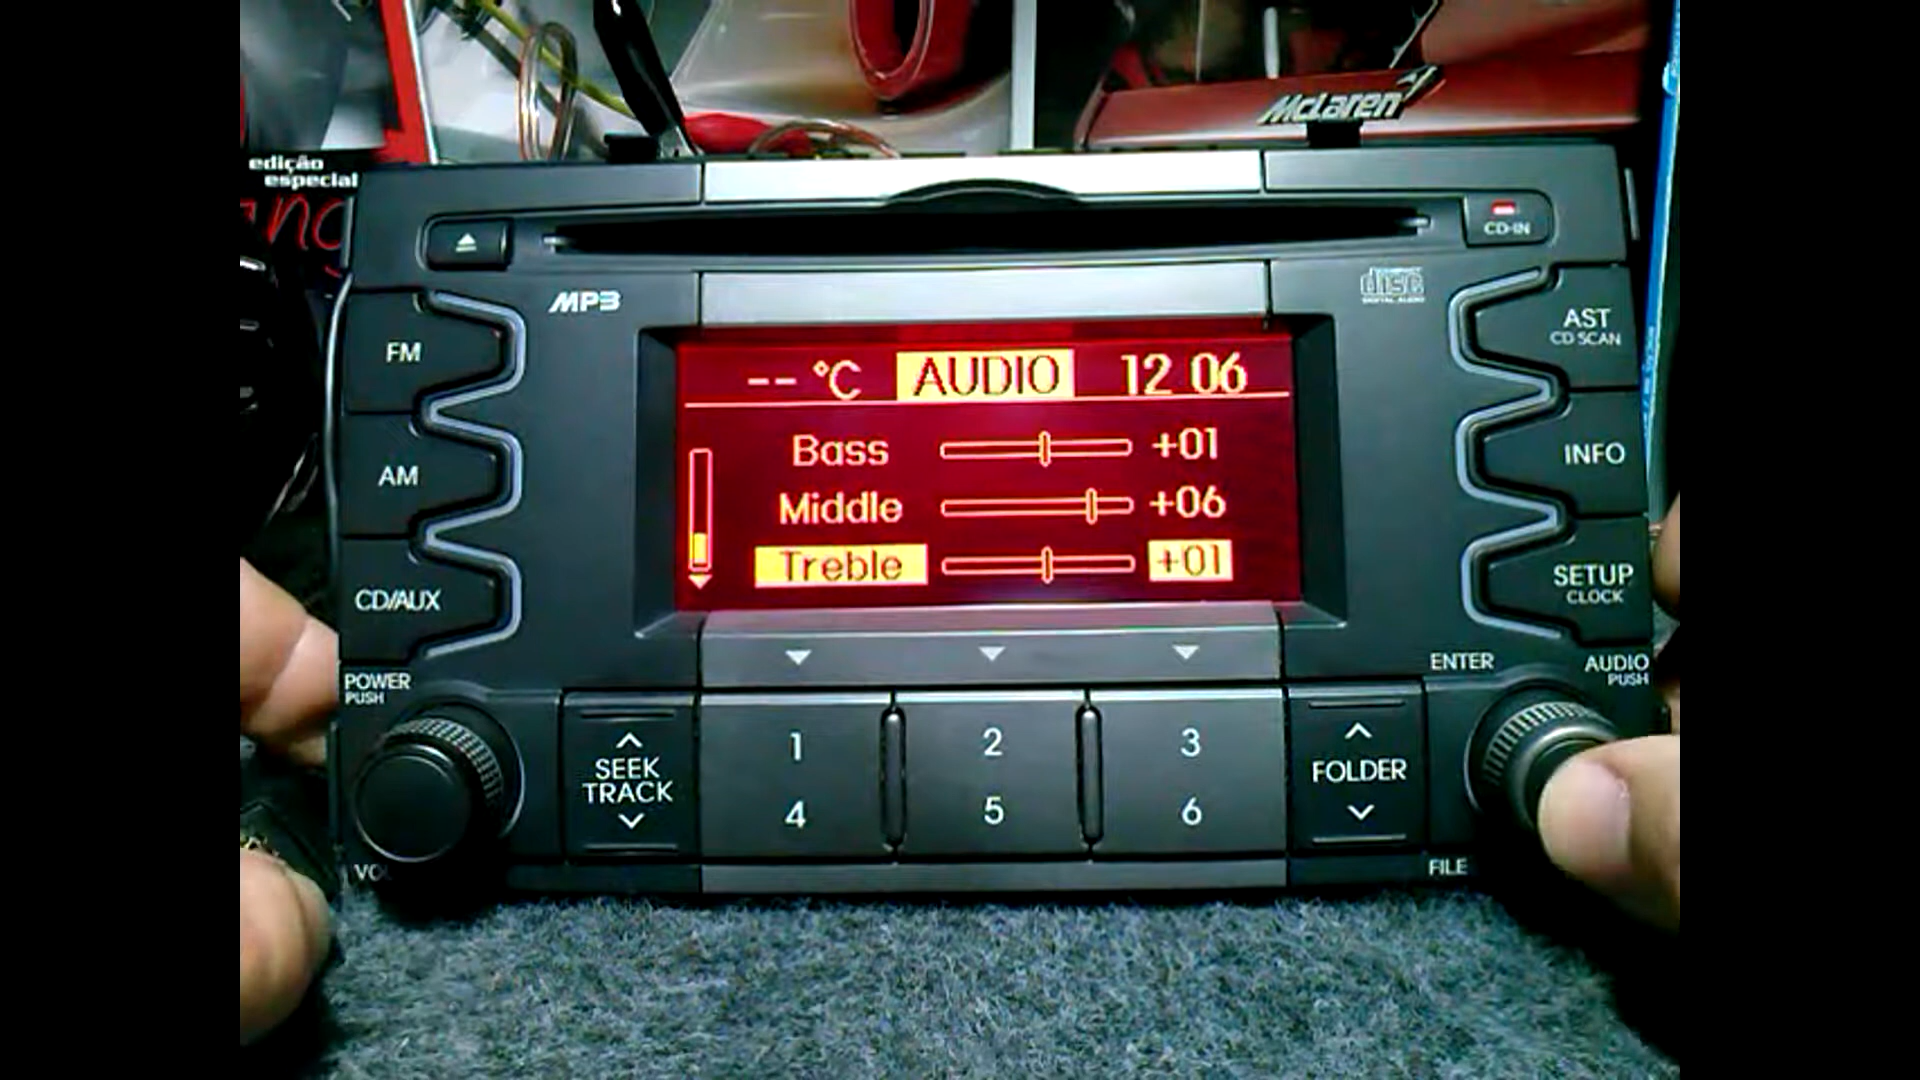 McLaren
edição
especial
CD-IN
MP3
disc
DIGITAL AUDIO
FM
AM
CD/AUX
AST
CD SCAN
INFO
SETUP
CLOCK
-- °C AUDIO 12 06
Bass +01
Middle +06
Treble +01
POWER
PUSH
ENTER
AUDIO
PUSH
SEEK
TRACK
1 2 3
4 5 6
FOLDER
FILE